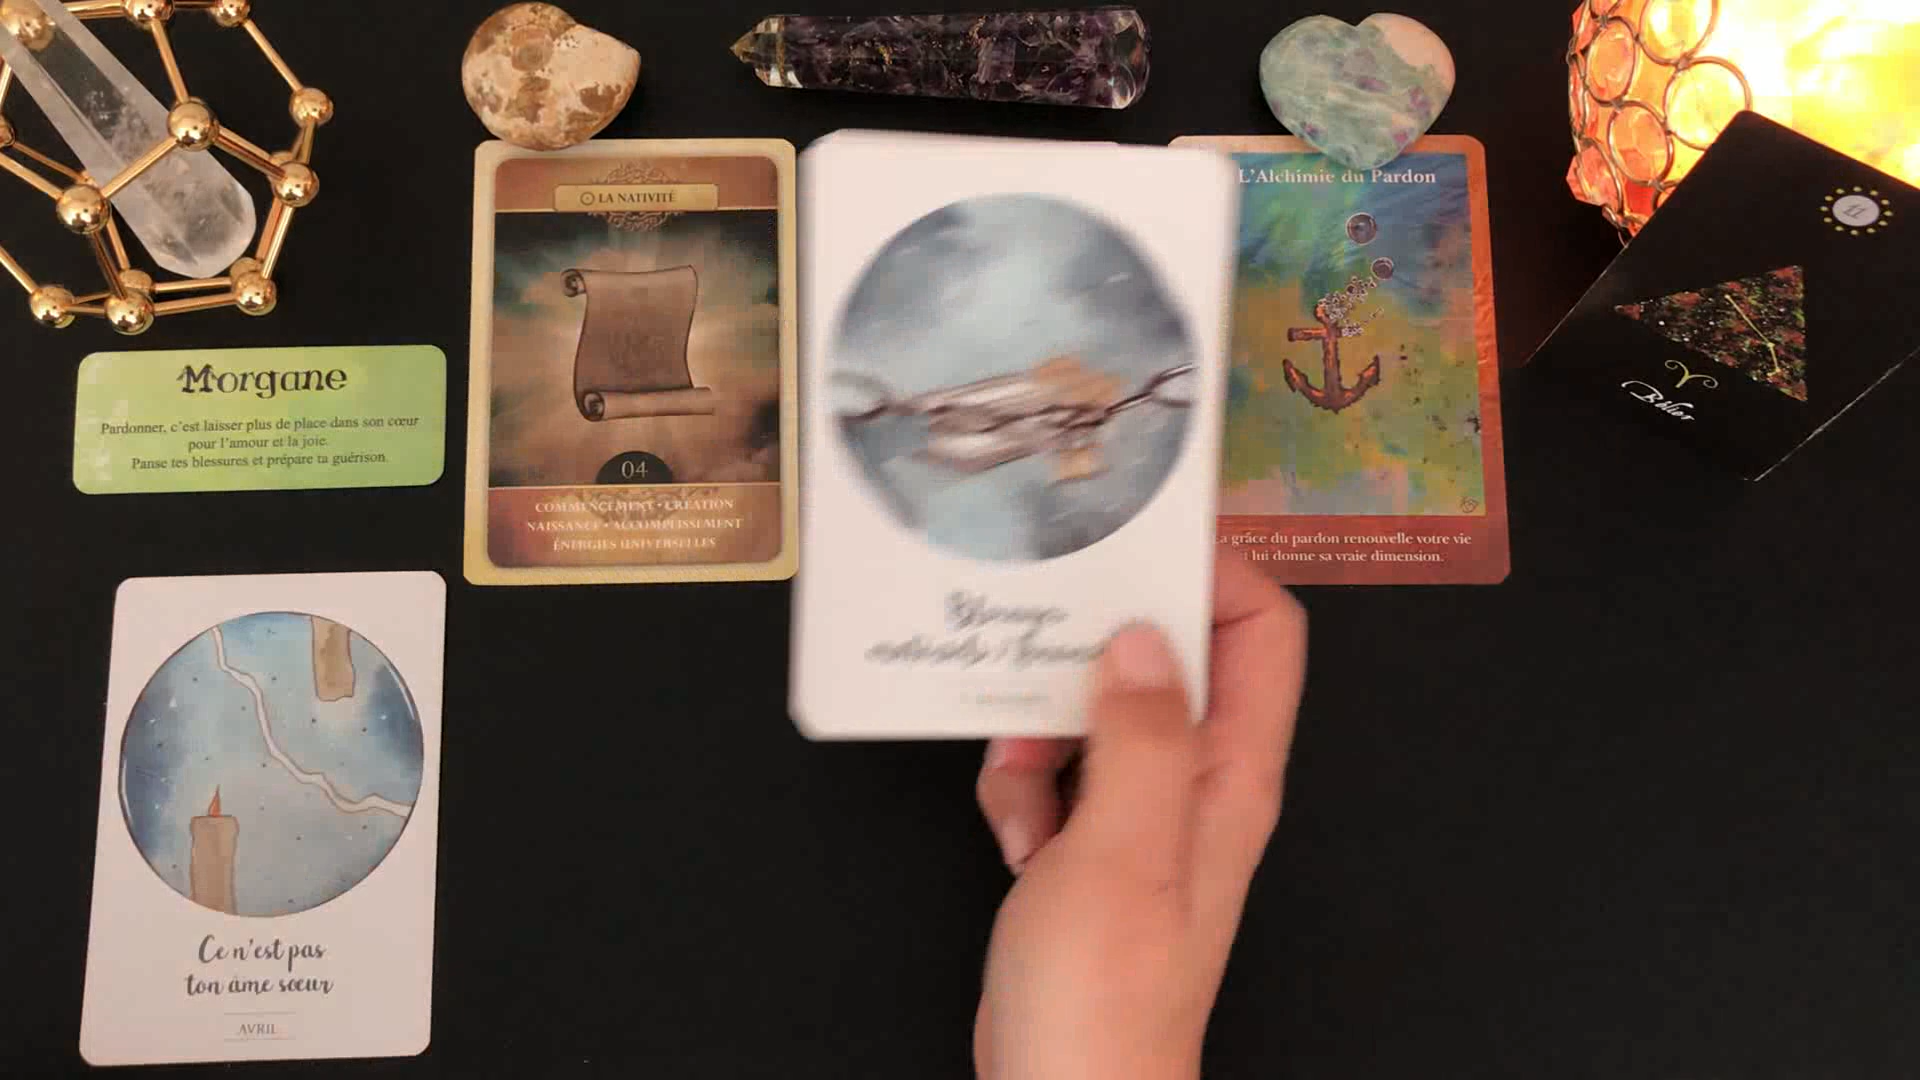 Morgane
Pardonner, c'est laisser plus de place dans son cœur
pour l'amour et la joie.
Panse tes blessures et prépare ta guérison.
LA NATIVITÉ
04
COMMENCEMENT • CRÉATION
NAISSANCE • ACCOMPLISSEMENT
ÉNERGIES UNIVERSELLES
L'Alchimie du Pardon
a grâce du pardon renouvelle votre vie
t lui donne sa vraie dimension.
11
Bélier
Ce n'est pas
ton âme sœur
AVRIL